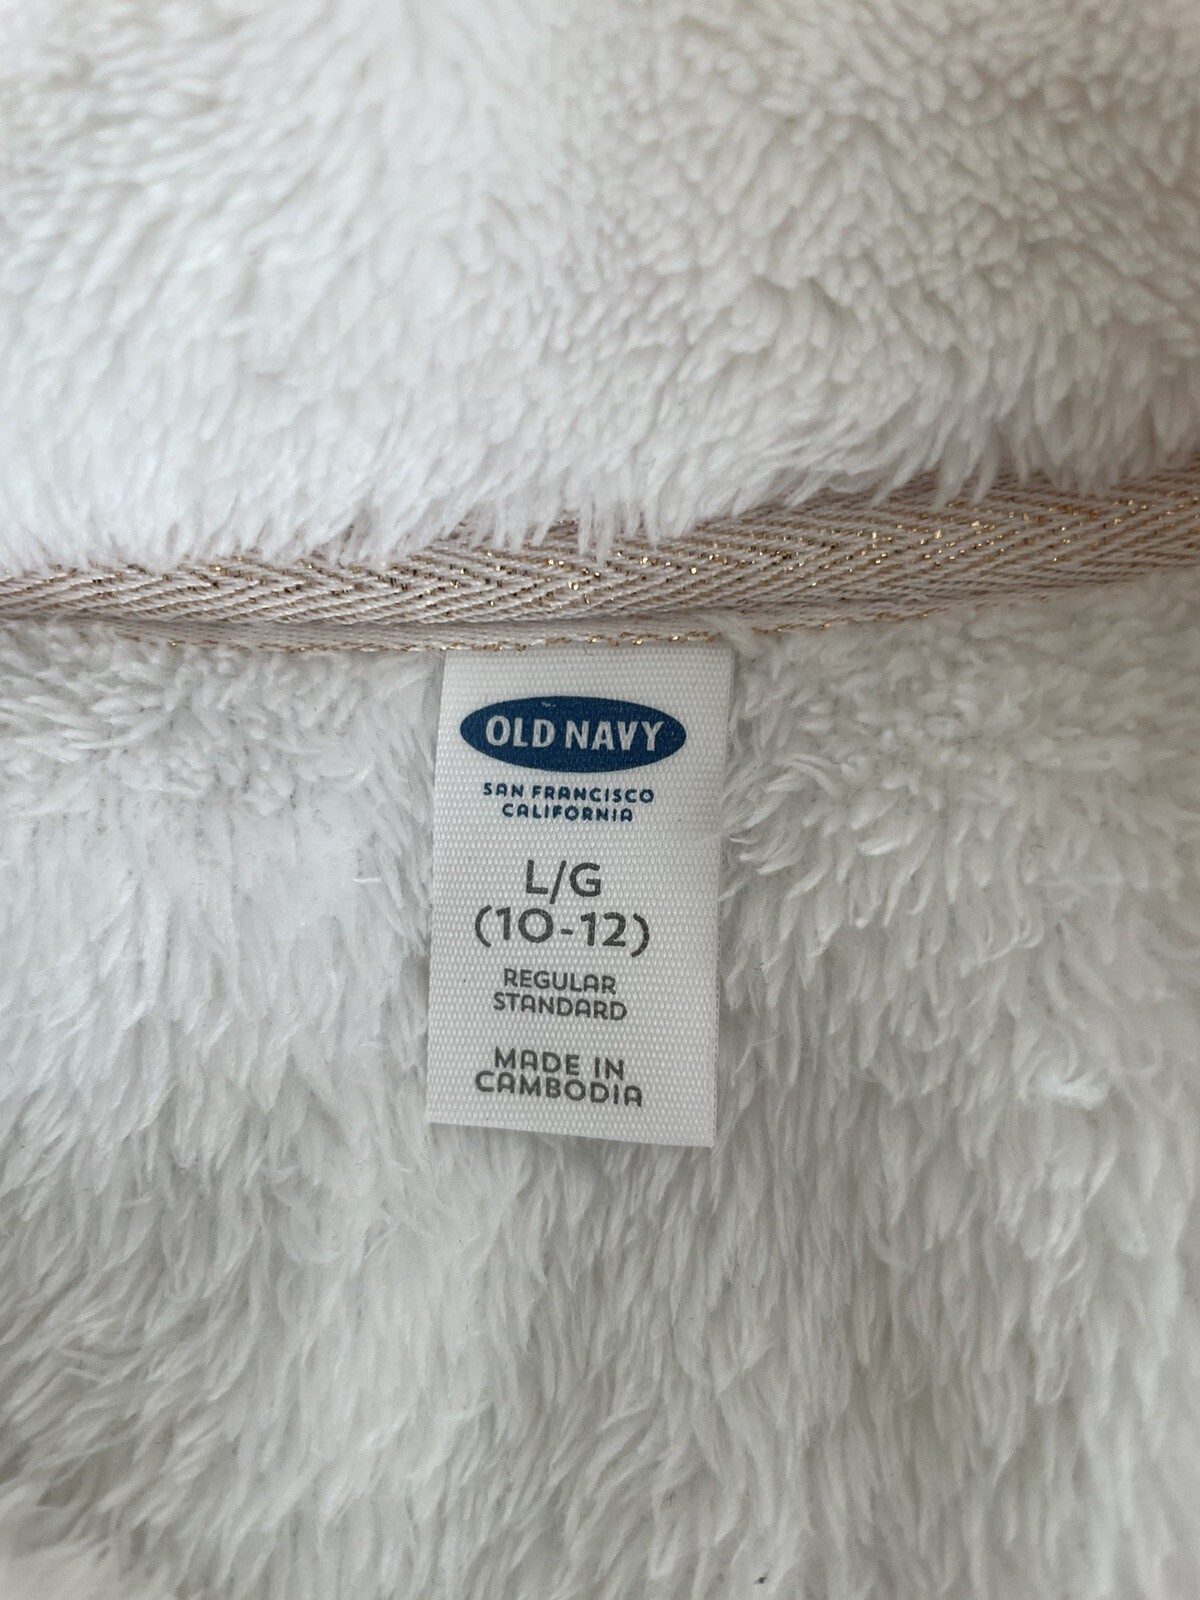 OLD NAVY
SAN FRANCISCO
CALIFORNIA
L/G
(10-12)
REGULAR
STANDARD
MADE IN
CAMBODIA